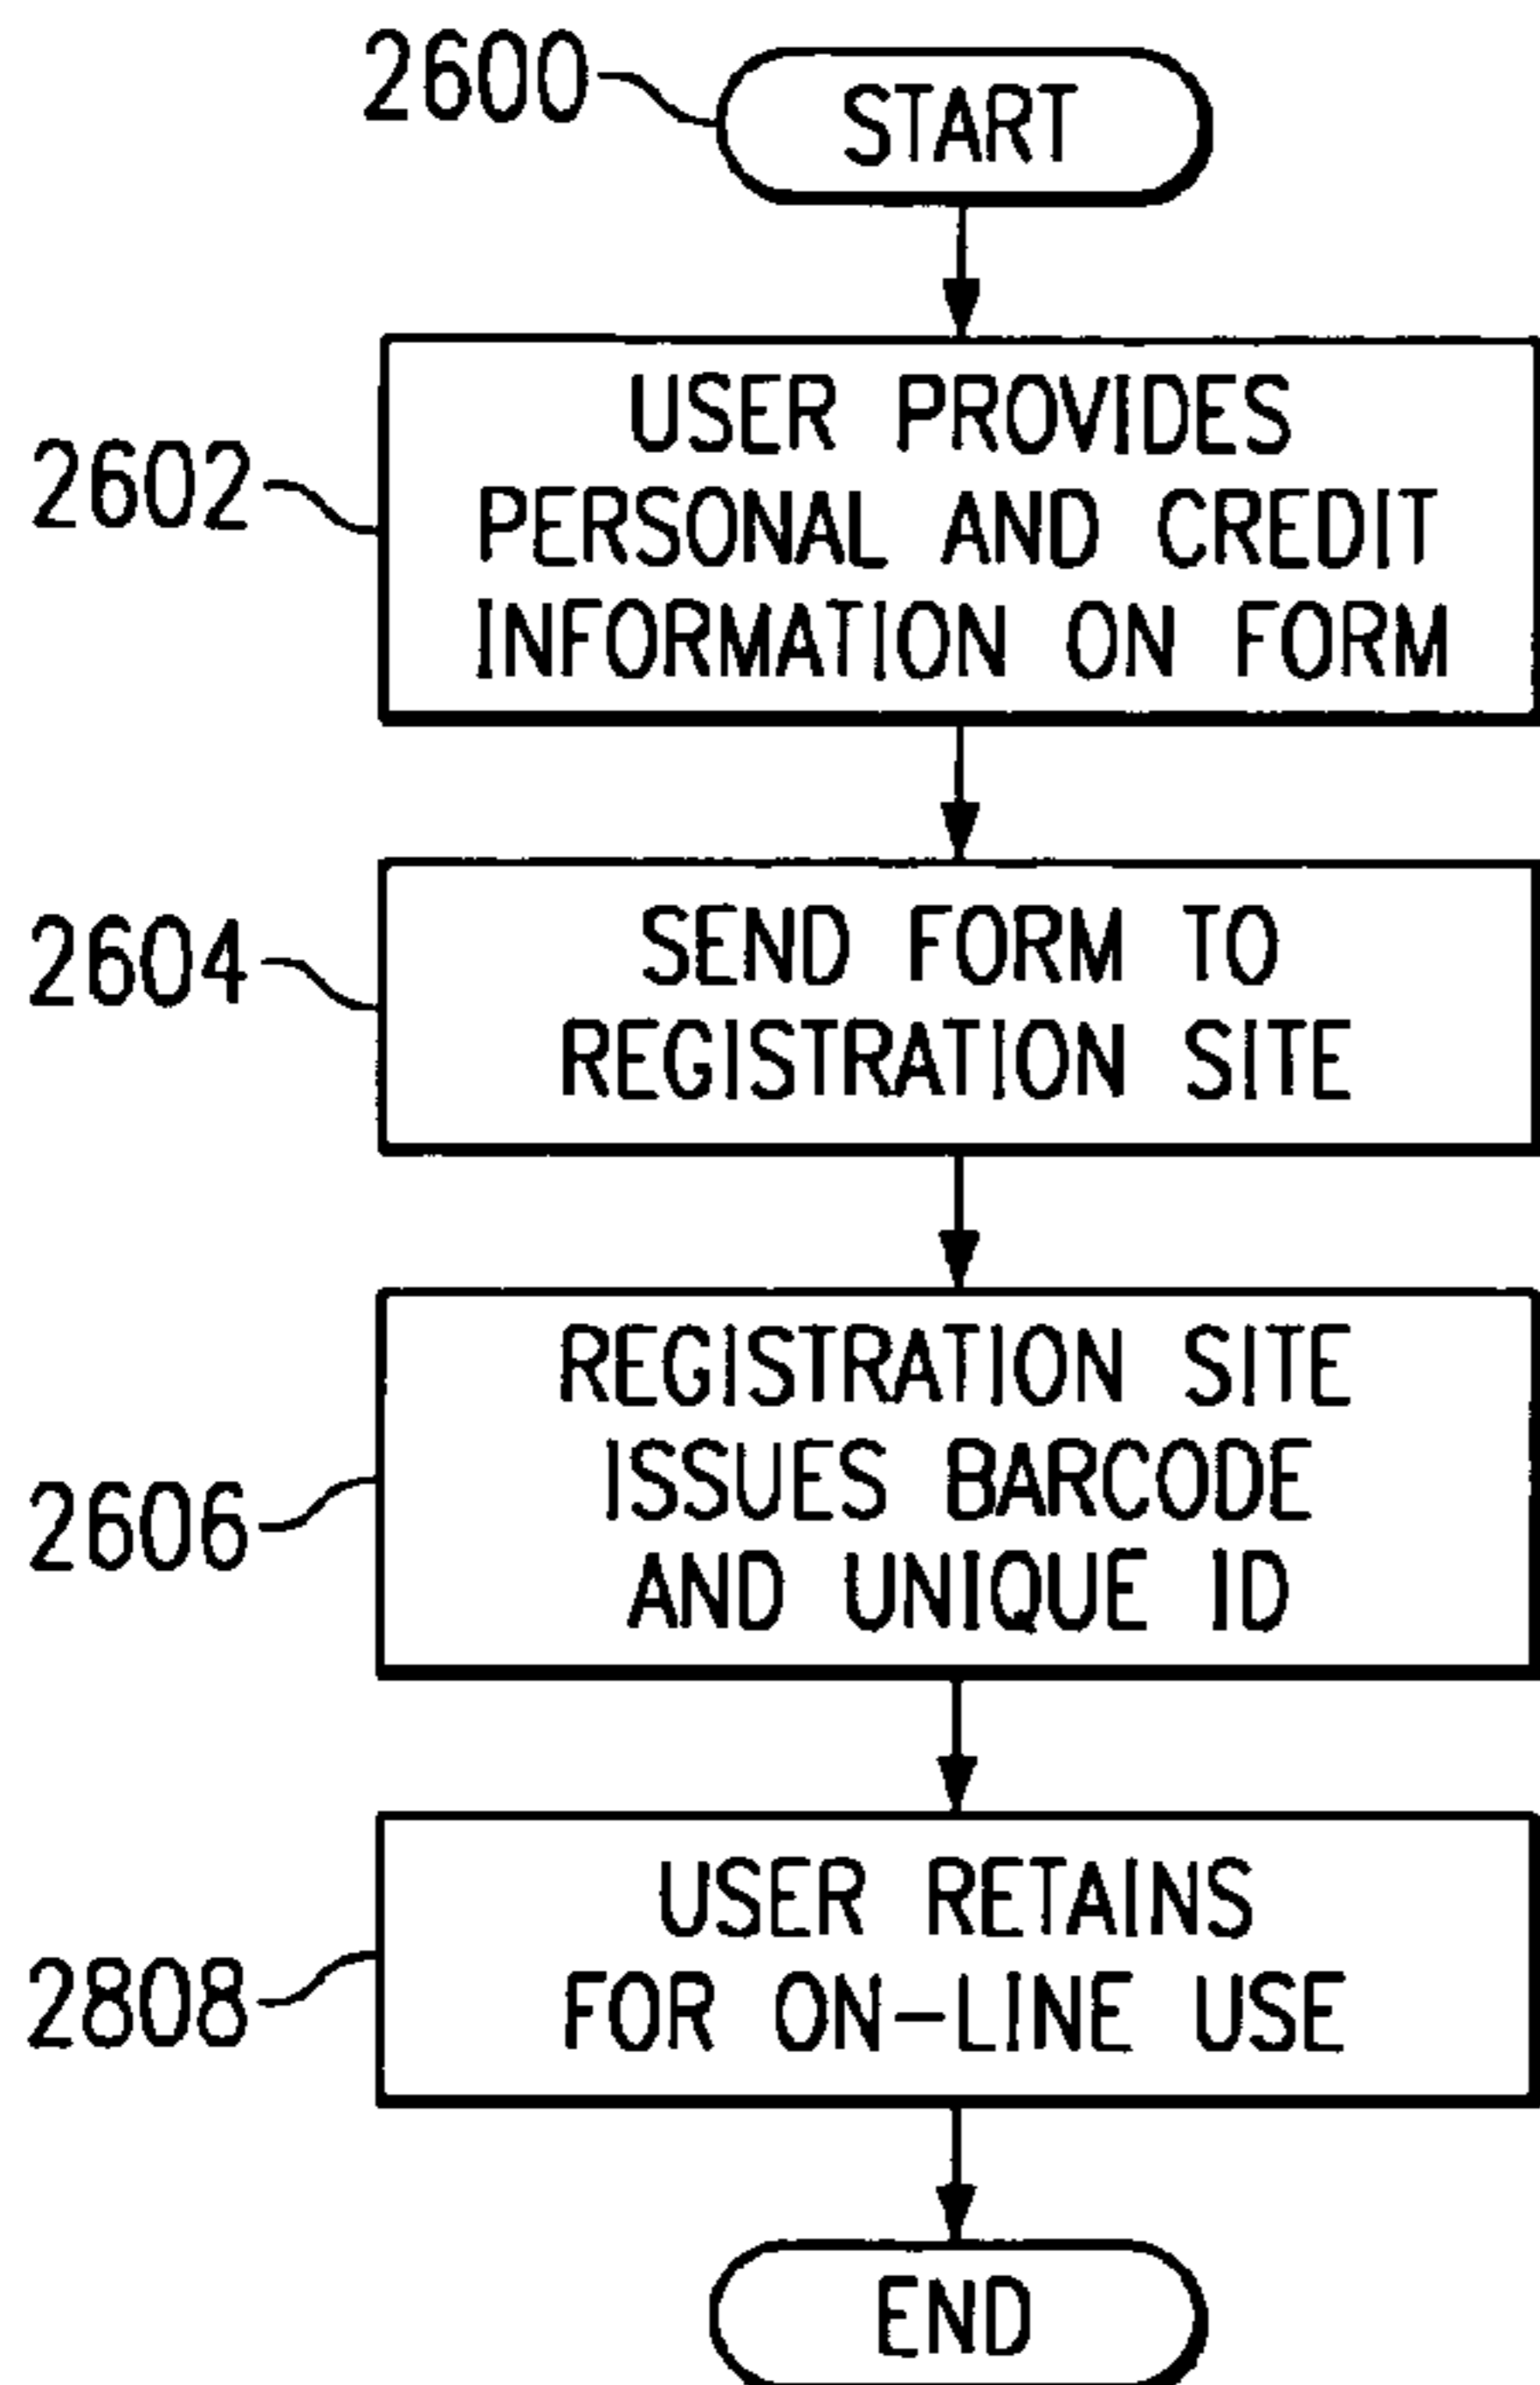 2600
START
2602
USER PROVIDES
PERSONAL AND CREDIT
INFORMATION ON FORM
2604
SEND FORM TO
REGISTRATION SITE
2606
REGISTRATION SITE
ISSUES BARCODE
AND UNIQUE ID
2808
USER RETAINS
FOR ON-LINE USE
END